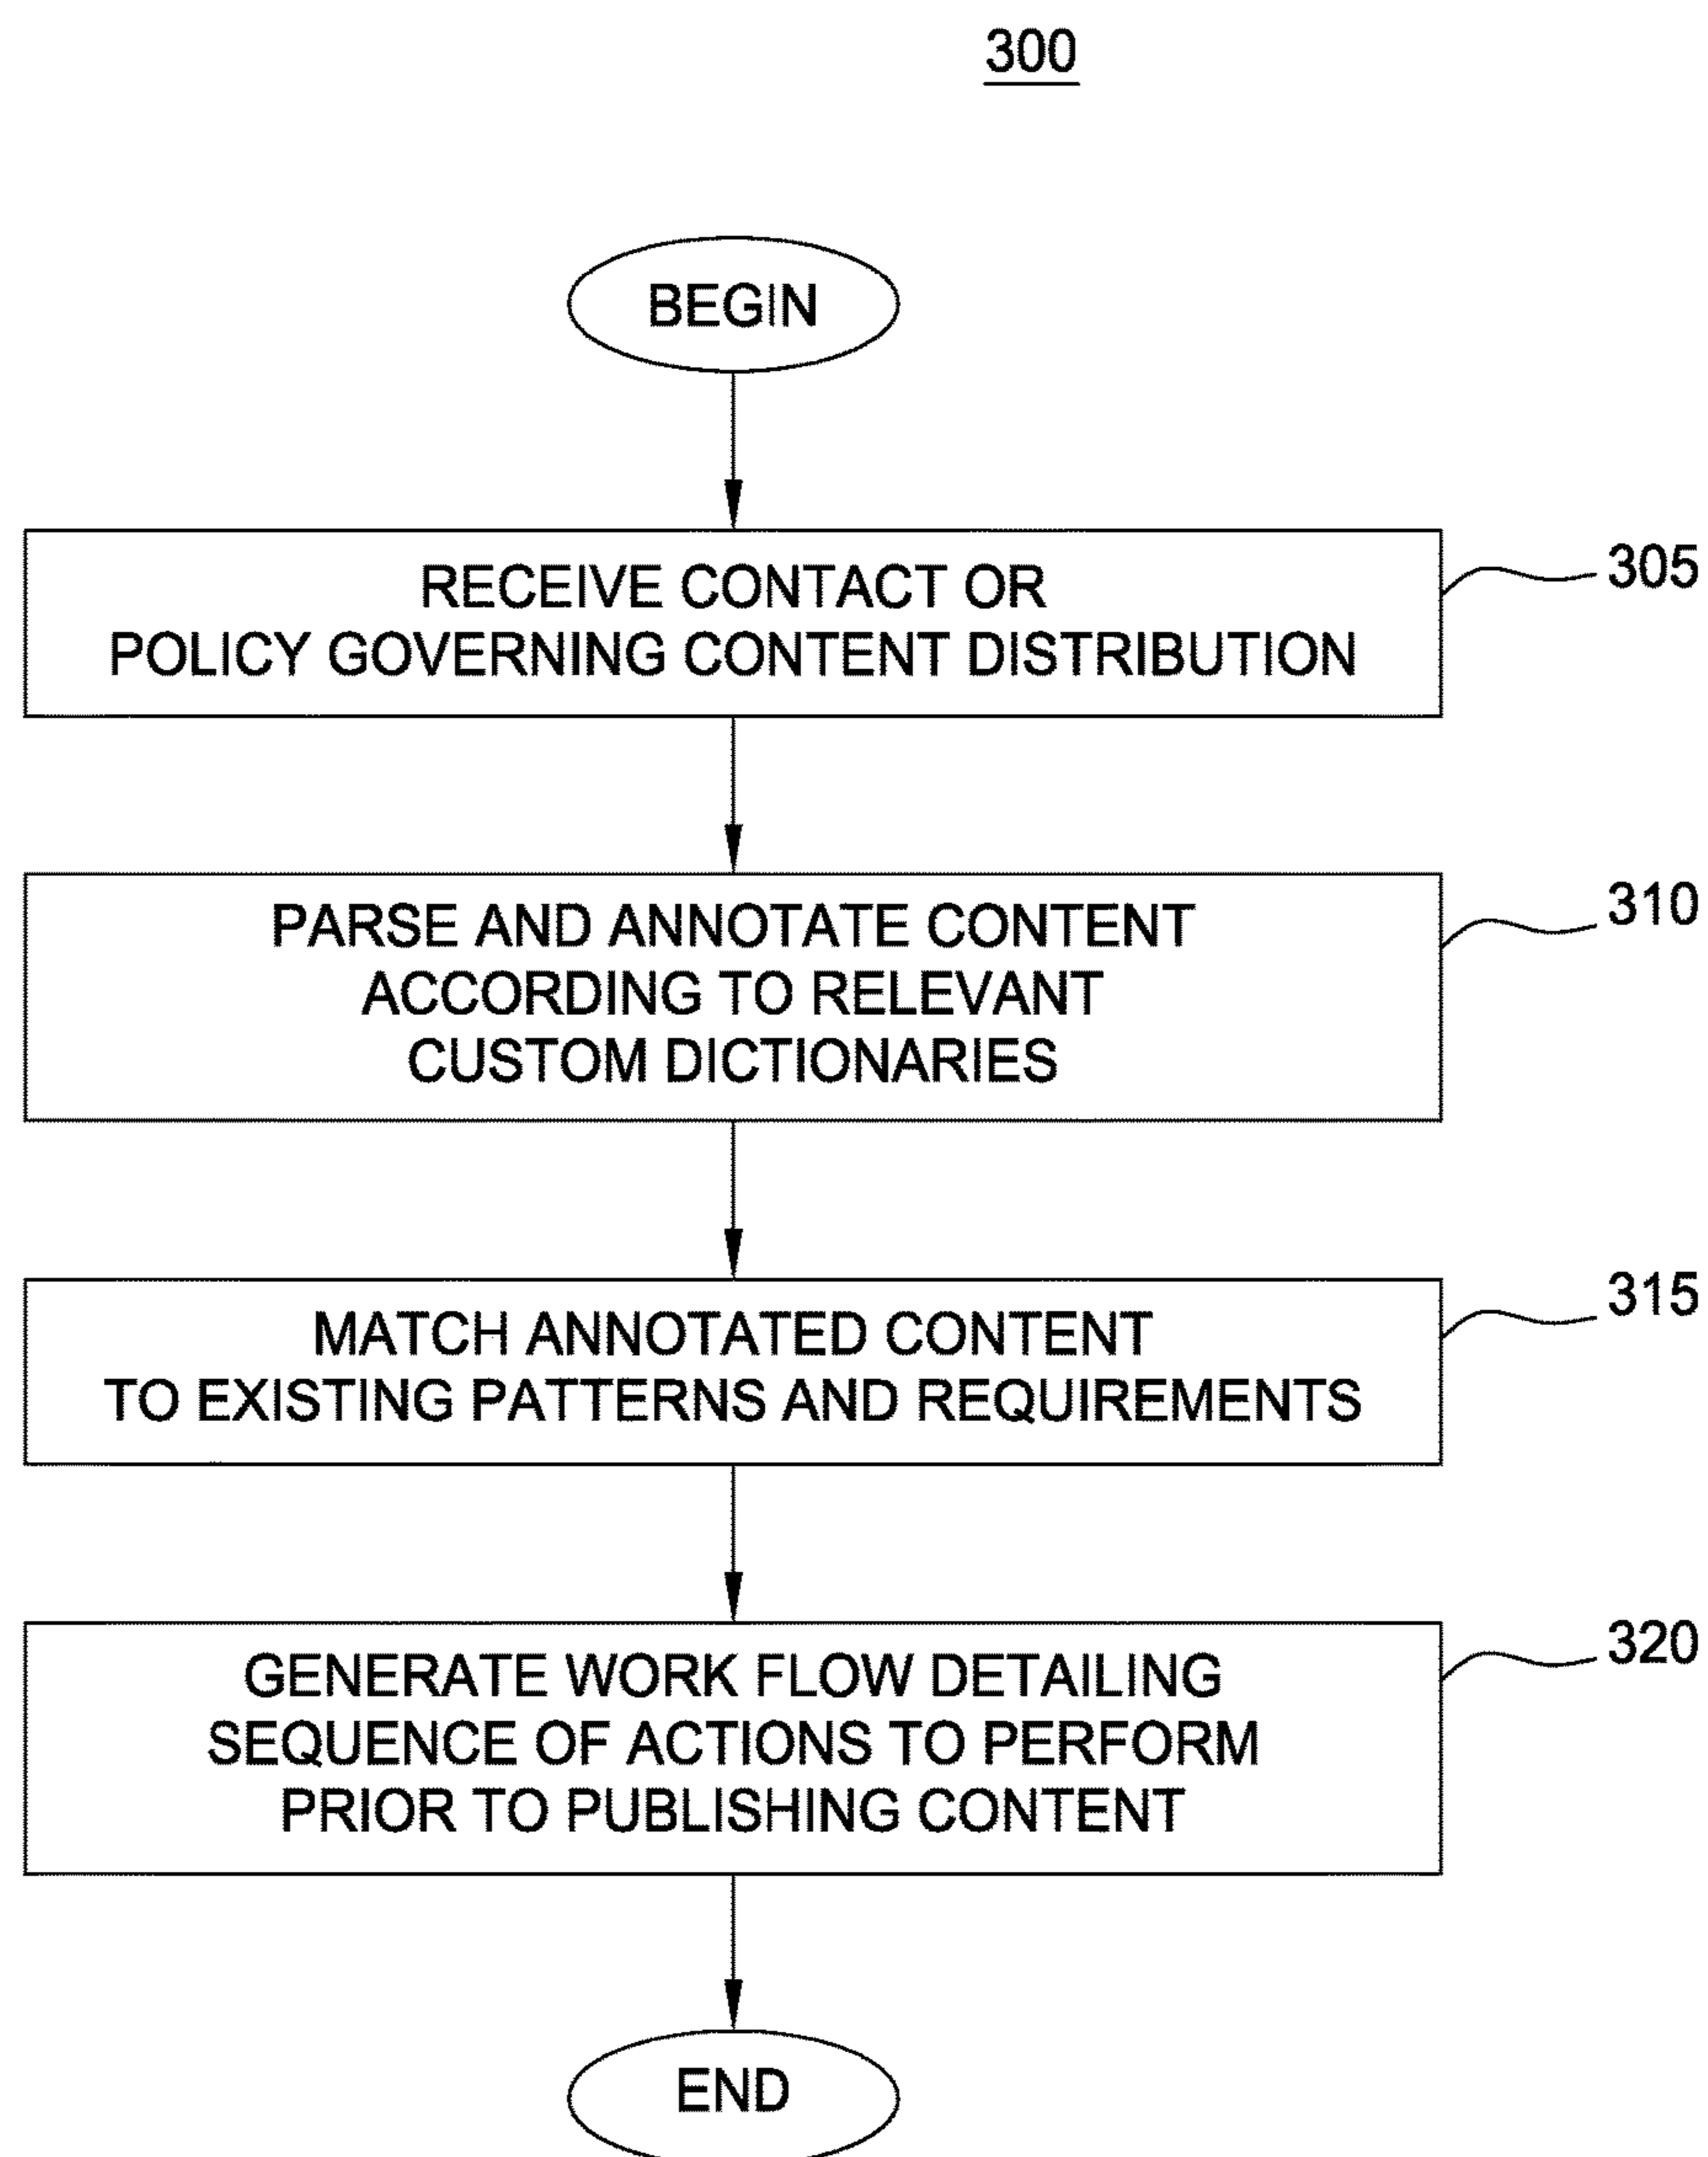 300
BEGIN
RECEIVE CONTACT OR
POLICY GOVERNING CONTENT DISTRIBUTION
305
PARSE AND ANNOTATE CONTENT
ACCORDING TO RELEVANT
CUSTOM DICTIONARIES
310
MATCH ANNOTATED CONTENT
TO EXISTING PATTERNS AND REQUIREMENTS
315
GENERATE WORK FLOW DETAILING
SEQUENCE OF ACTIONS TO PERFORM
PRIOR TO PUBLISHING CONTENT
320
END